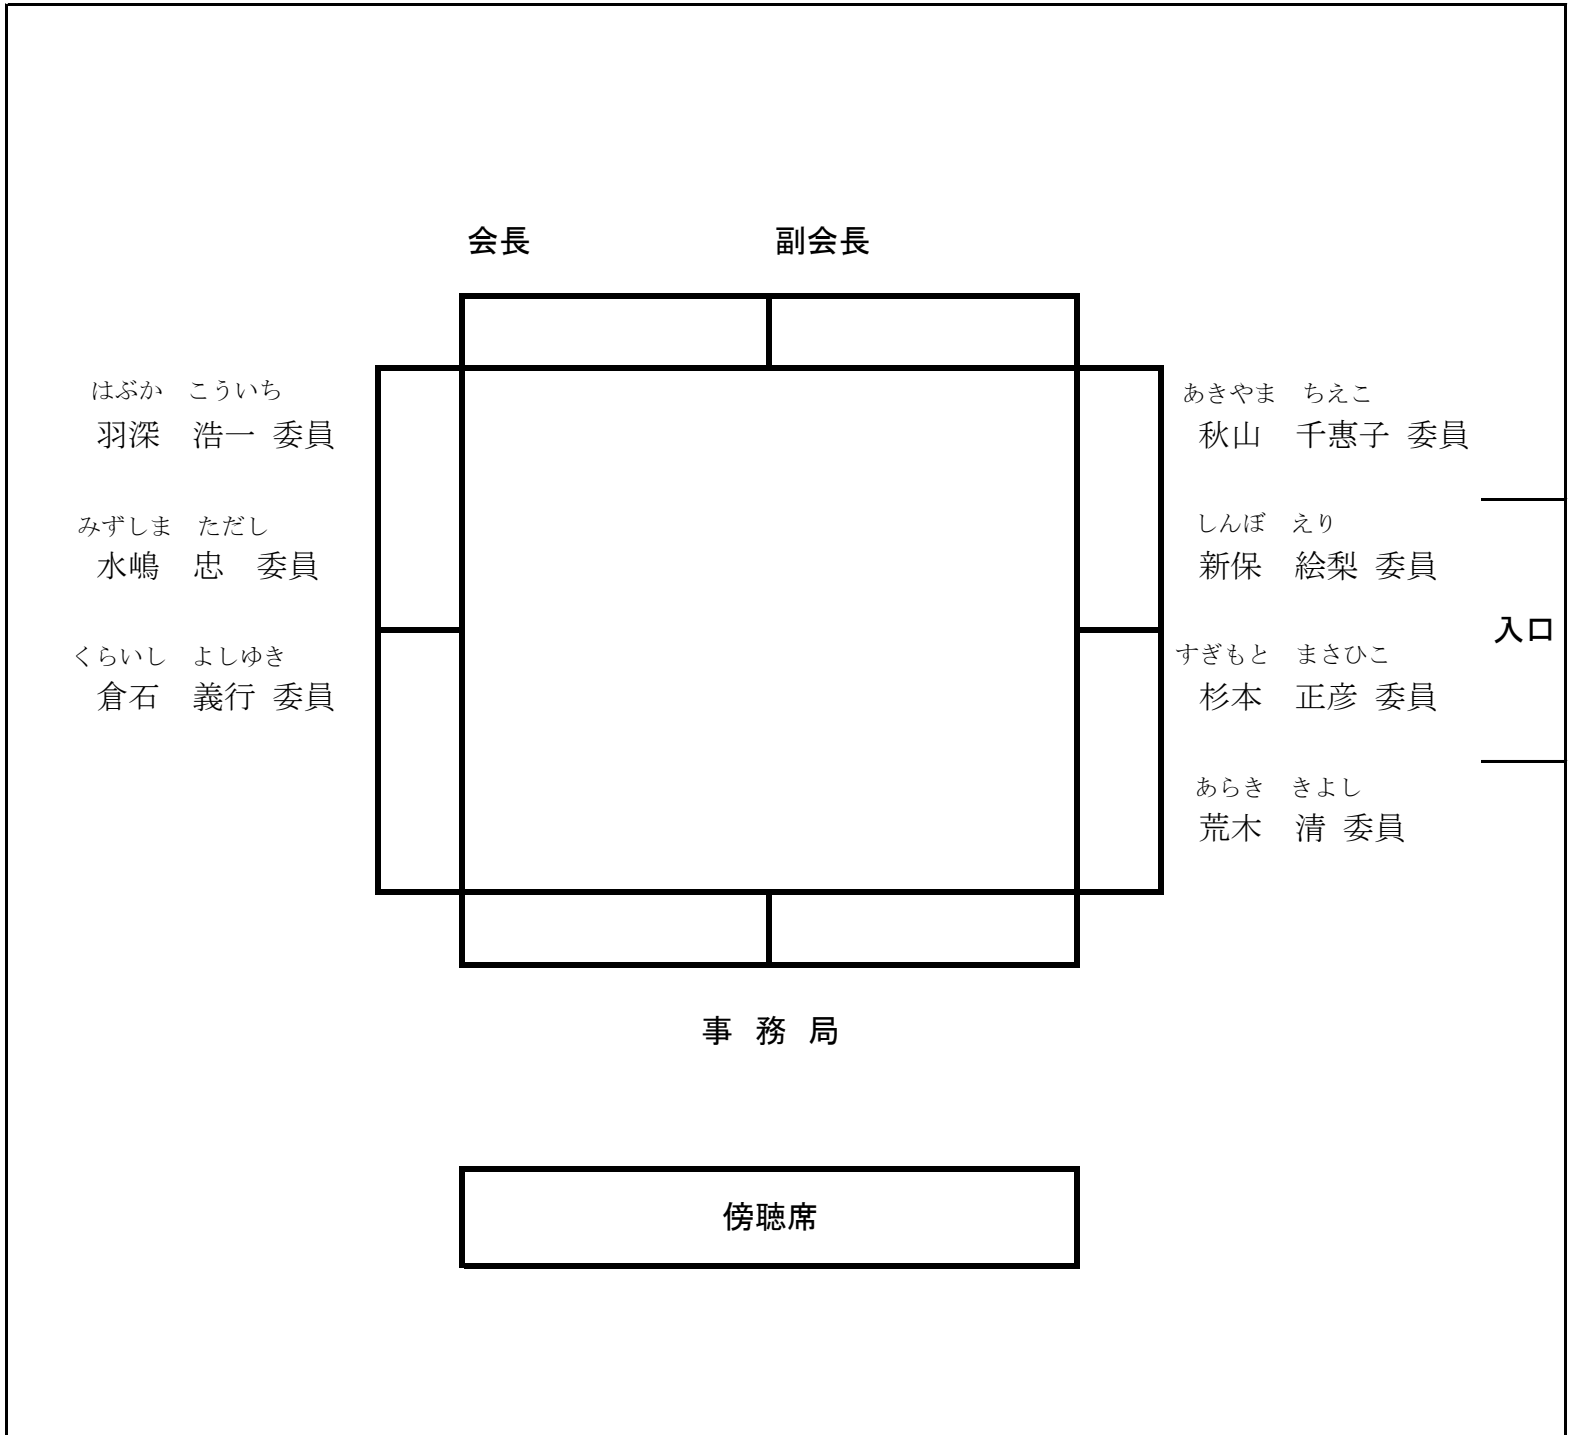 会長　副会長
はぶか　こういち
羽深　浩一 委員
みずしま　ただし
水嶋　忠　委員
くらいし　よしゆき
倉石　義行 委員
あきやま　ちえこ
秋山　千惠子 委員
しんぼ　えり
新保　絵梨 委員
すぎもと　まさひこ
杉本　正彦 委員
あらき　きよし
荒木　清 委員
入口
事 務 局
傍聴席